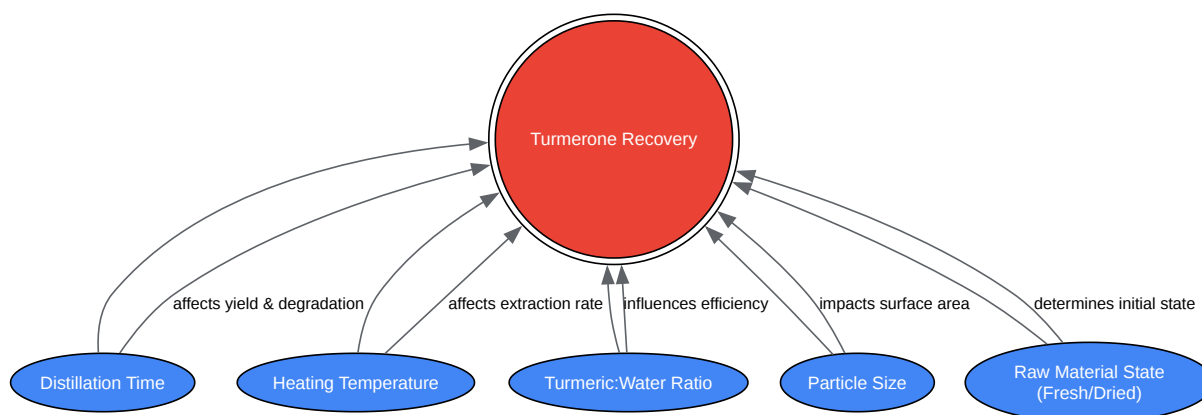 Turmerone Recovery
affects yield & degradation
affects extraction rate
influences efficiency
impacts surface area
determines initial state
Distillation Time
Heating Temperature
Turmeric:Water Ratio
Particle Size
Raw Material State
(Fresh/Dried)